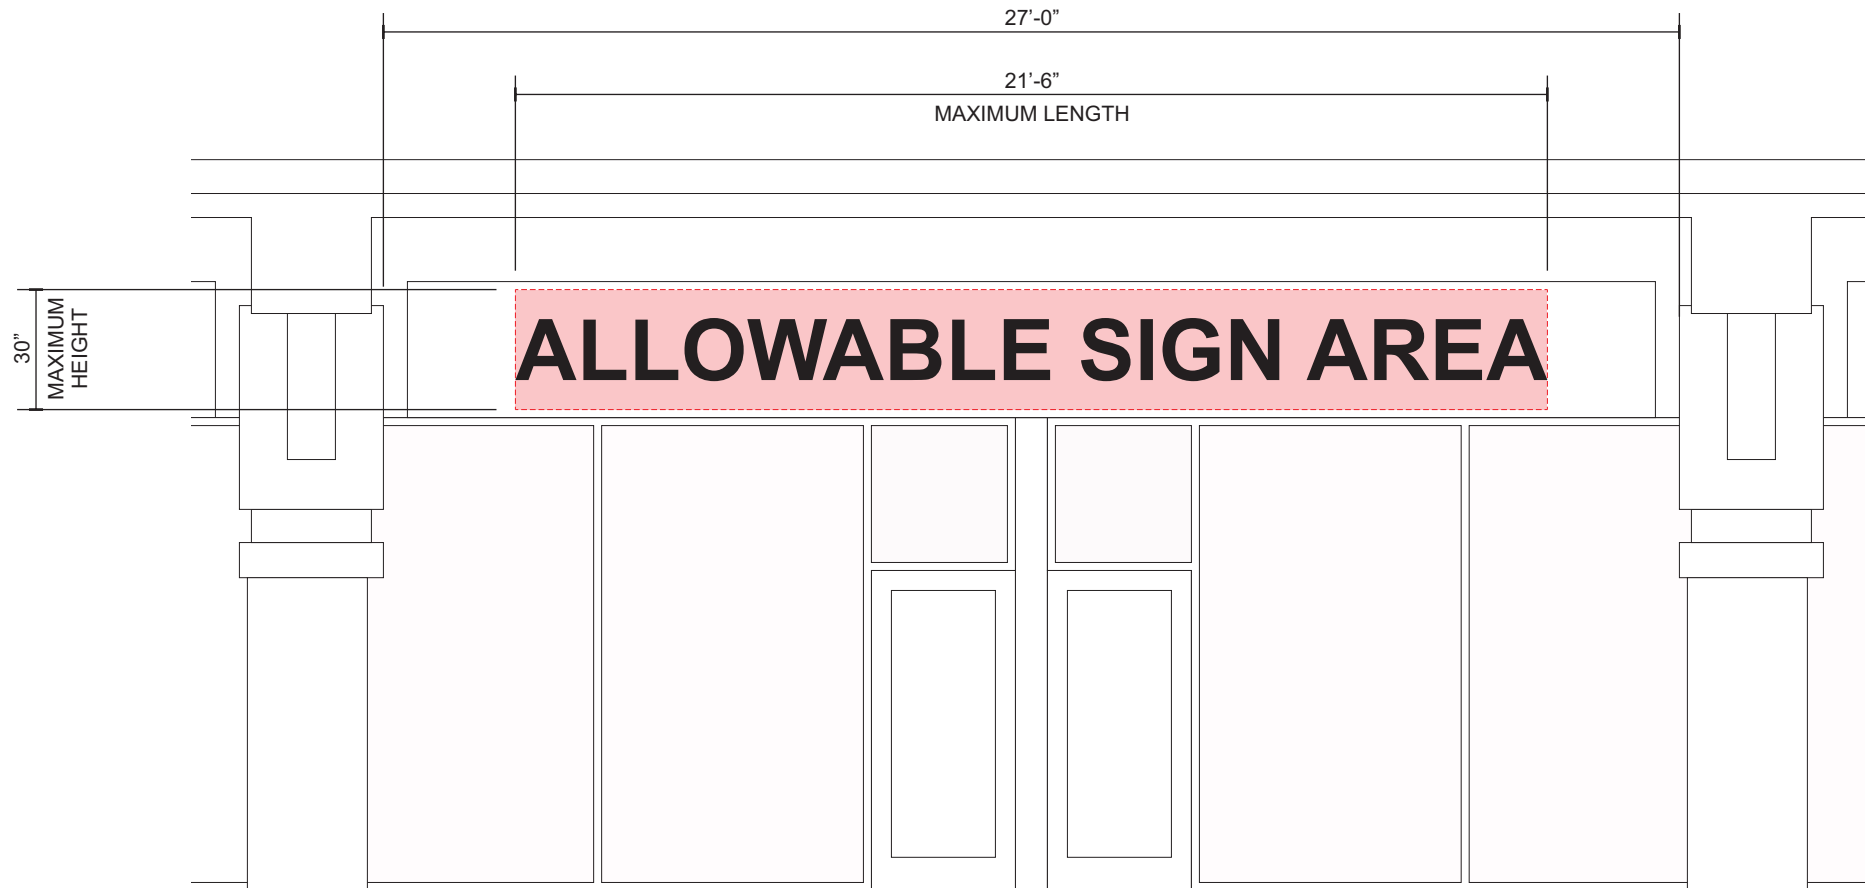 27’-0”
21’-6”
MAXIMUM LENGTH
30”
MAXIMUM
HEIGHT
ALLOWABLE SIGN AREA